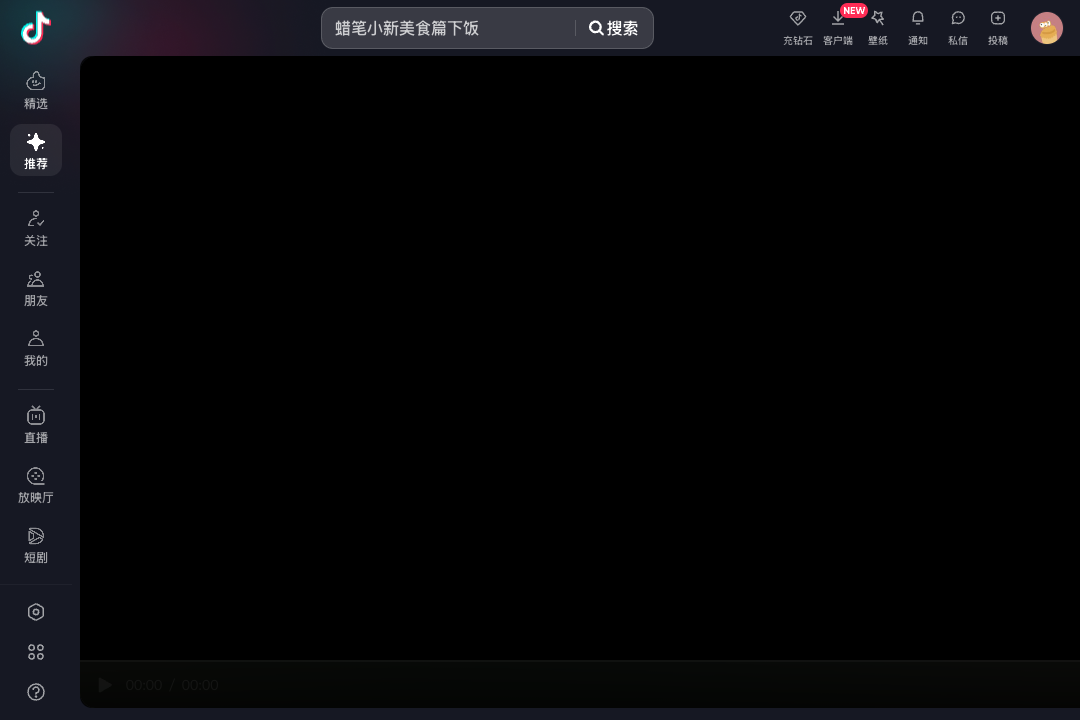 蜡笔小新美食篇下饭
搜索
充钻石
客户端
NEW
壁纸
通知
私信
投稿
精选
推荐
关注
朋友
我的
直播
放映厅
短剧
00:00 / 00:00